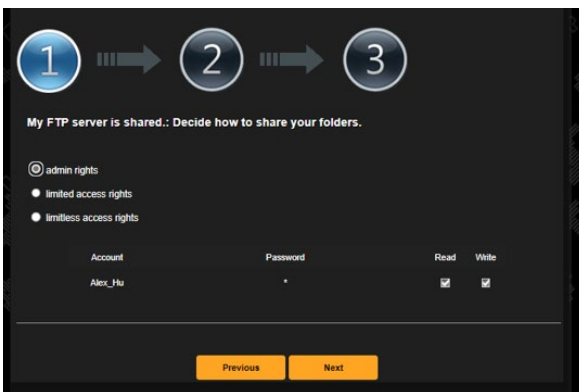 1 2 3
My FTP server is shared.: Decide how to share your folders.
admin rights
limited access rights
limitless access rights
Account Password Read Write
Alex_Hu *
Previous Next